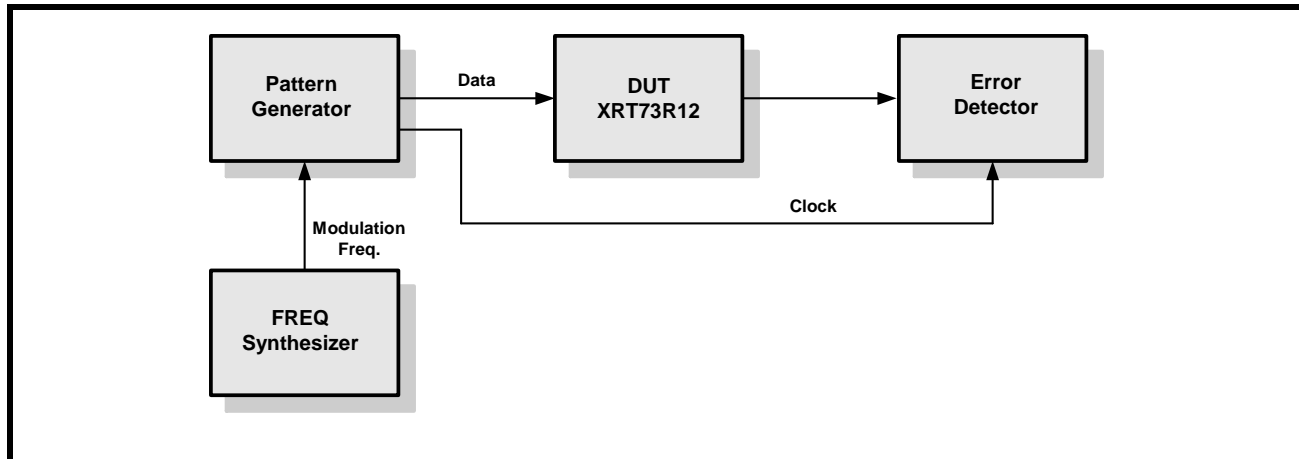 Pattern
Generator
Data
DUT
XRT73R12
Error
Detector
Clock
Modulation
Freq.
FREQ
Synthesizer